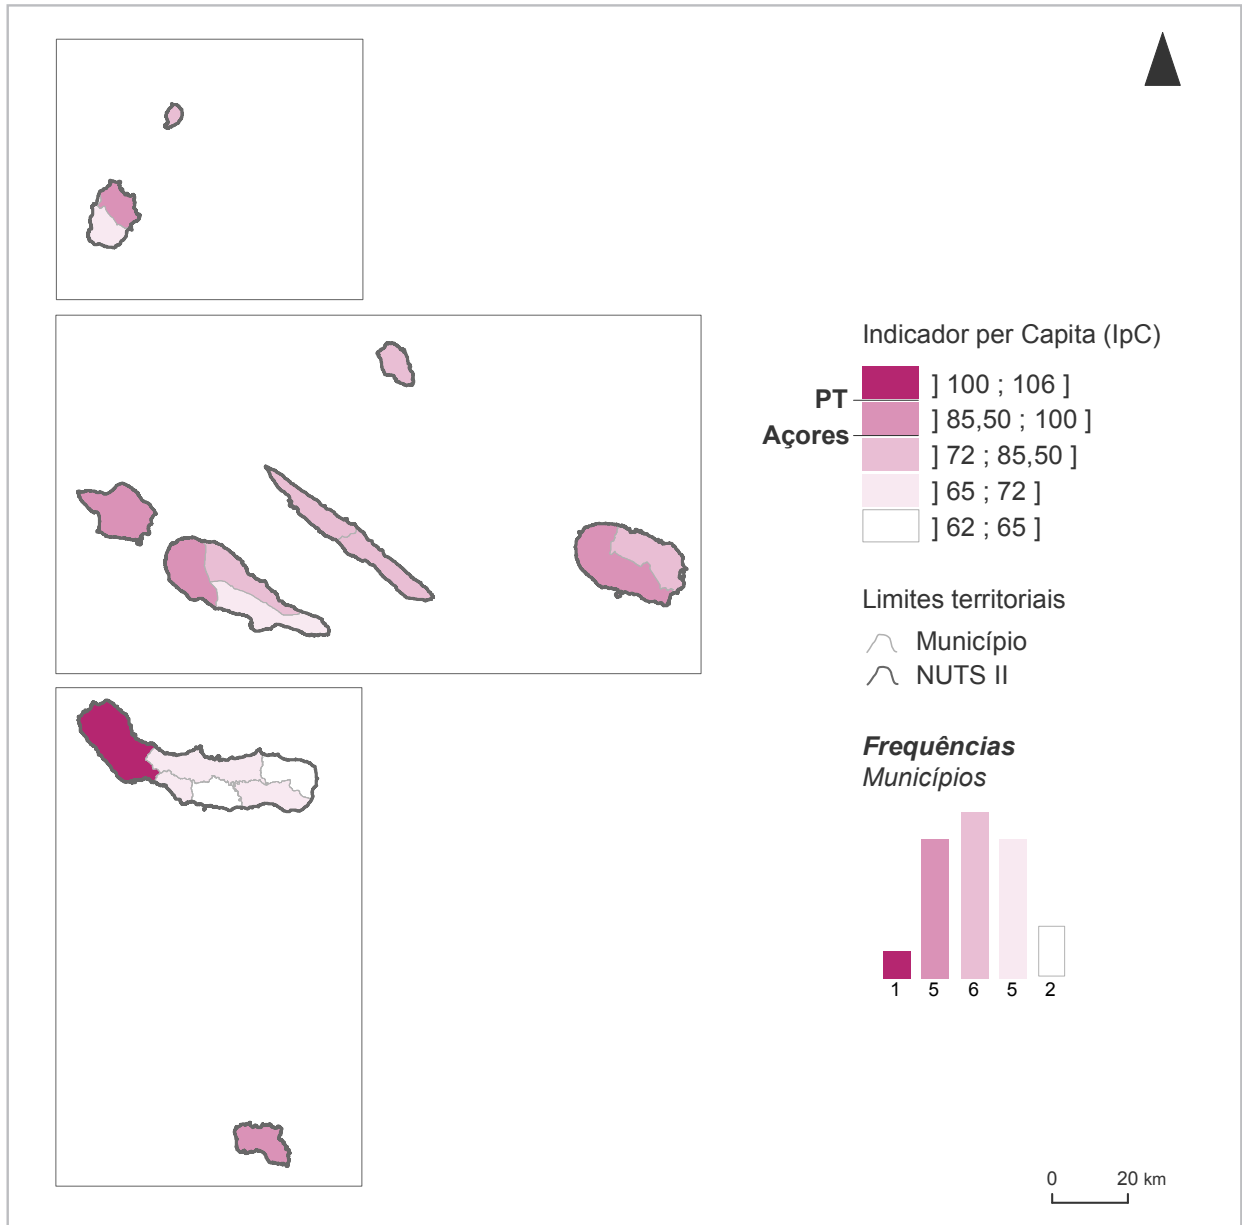 Indicador per Capita (IpC)
] 100 ; 106 ]
PT
] 85,50 ; 100 ]
Açores
] 72 ; 85,50 ]
] 65 ; 72 ]
] 62 ; 65 ]
Limites territoriais
Município
NUTS II
Frequências
Municípios
1 5 6 5 2
0 20 km